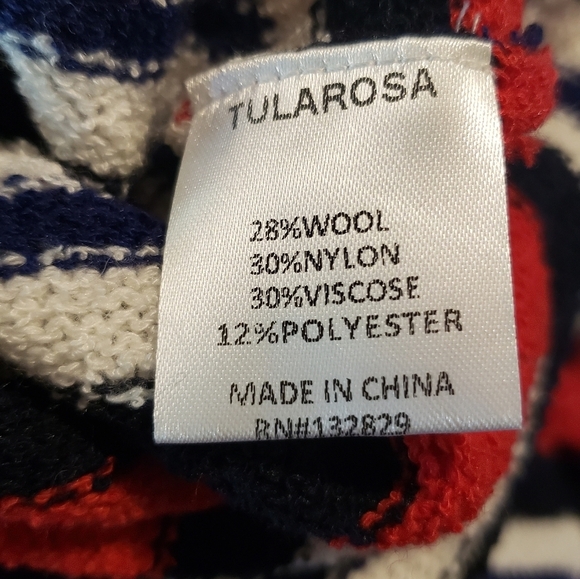 TULAROSA
28%WOOL
30%NYLON
30%VISCOSE
12%POLYESTER
MADE IN CHINA
RN#132829